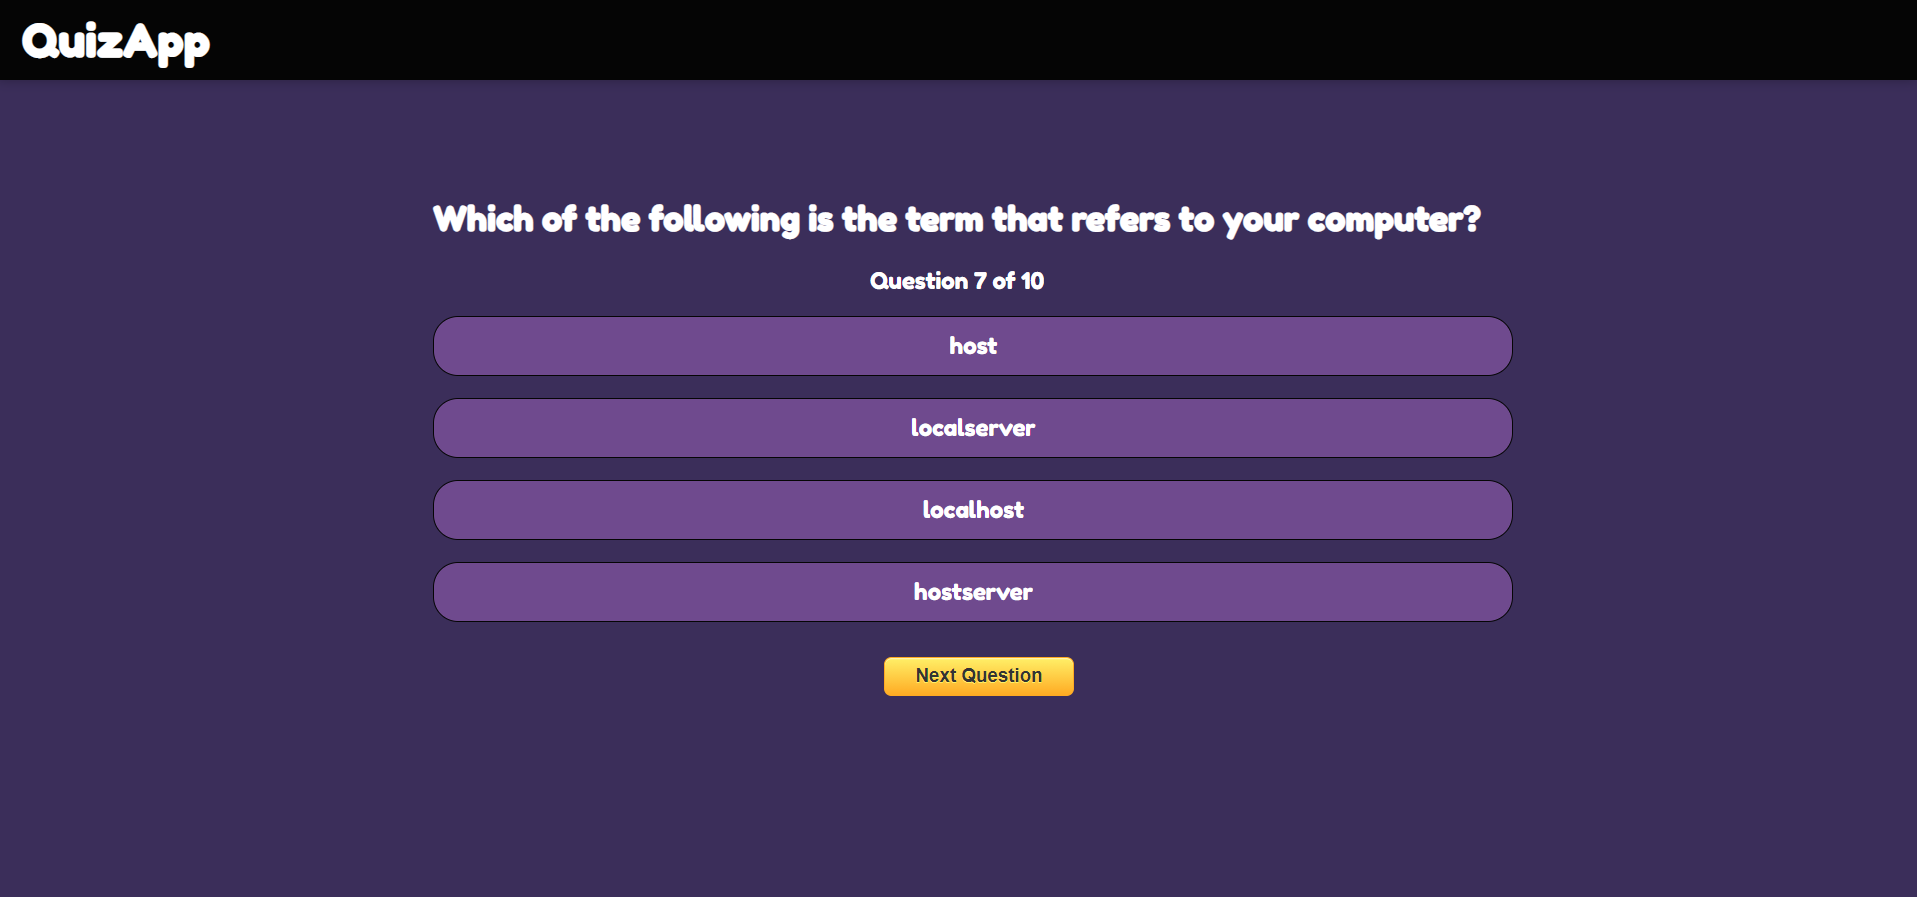 QuizApp
Which of the following is the term that refers to your computer?
Question 7 of 10
host
localserver
localhost
hostserver
Next Question